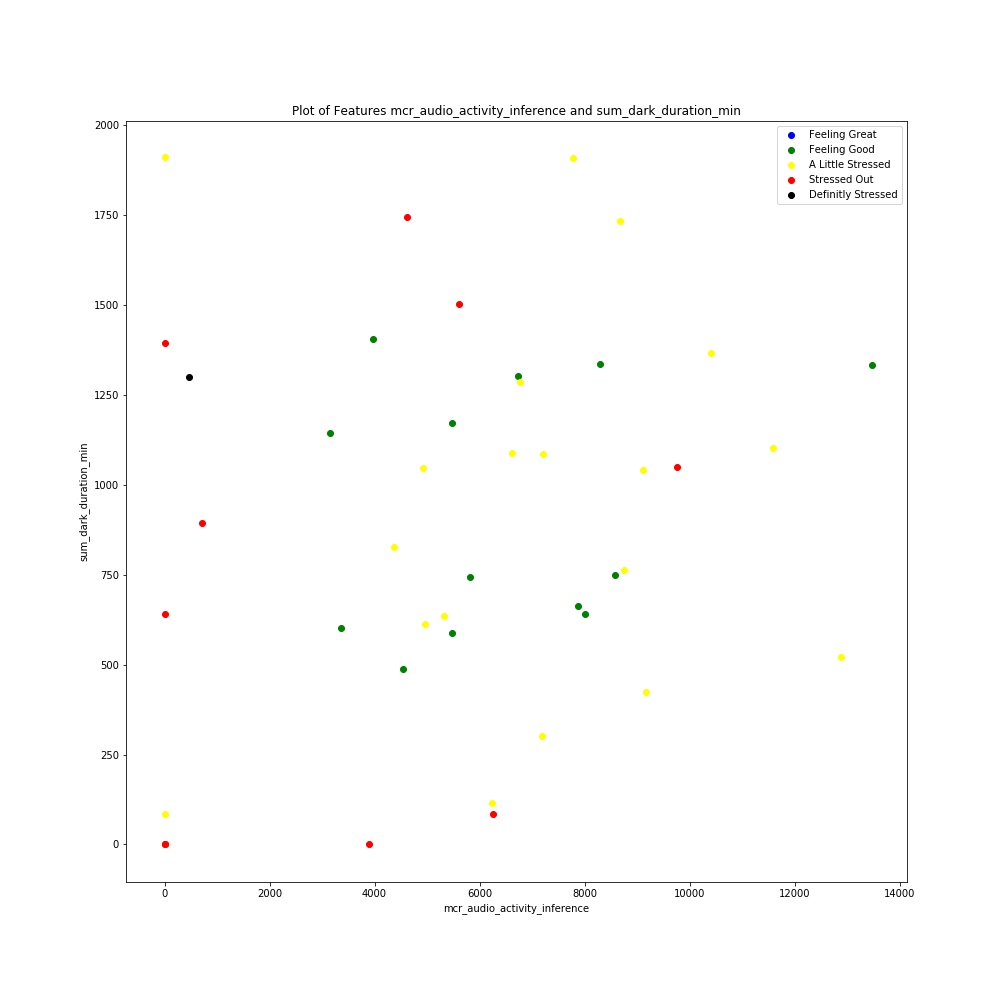 Plot of Features mcr_audio_activity_inference and sum_dark_duration_min
Feeling Great
Feeling Good
A Little Stressed
Stressed Out
Definitly Stressed
2000
1750
1500
1250
1000
750
500
250
0
sum_dark_duration_min
0 2000 4000 6000 8000 10000 12000 14000
mcr_audio_activity_inference